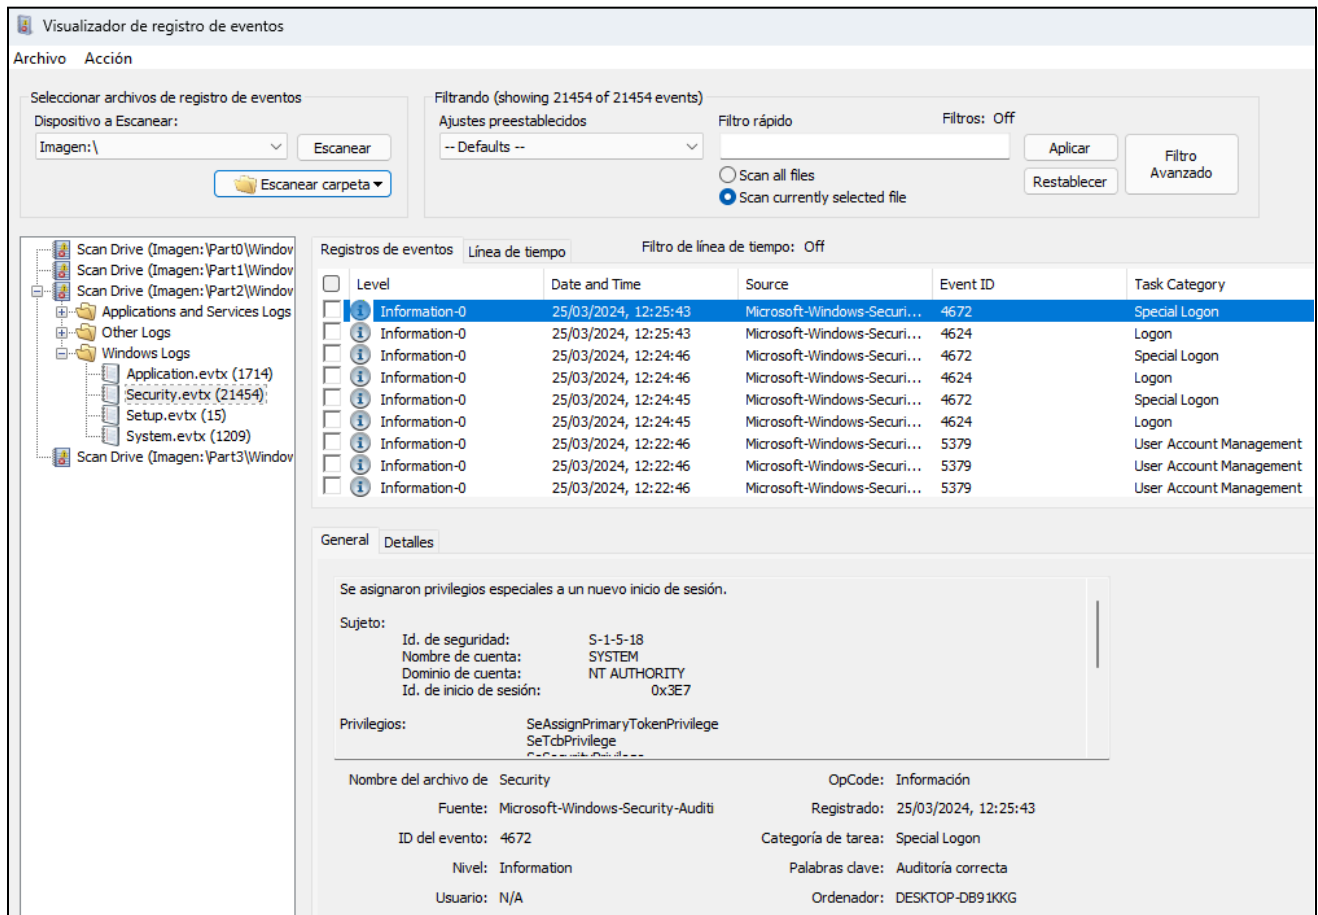 Visualizador de registro de eventos
Archivo Acción
Seleccionar archivos de registro de eventos
Dispositivo a Escanear:
Imagen:\
Escanear
Escanear carpeta
Filtrando (showing 21454 of 21454 events)
Ajustes preestablecidos
-- Defaults --
Filtro rápido
Filtros: Off
Scan all files
Scan currently selected file
Aplicar
Restablecer
Filtro
Avanzado
Scan Drive (Imagen:\Part0\Window
Scan Drive (Imagen:\Part1\Window
Scan Drive (Imagen:\Part2\Window
Applications and Services Logs
Other Logs
Windows Logs
Application.evtx (1714)
Security.evtx (21454)
Setup.evtx (15)
System.evtx (1209)
Scan Drive (Imagen:\Part3\Window
Registros de eventos Línea de tiempo Filtro de línea de tiempo: Off
Level Date and Time Source Event ID Task Category
Information-0 25/03/2024, 12:25:43 Microsoft-Windows-Securi... 4672 Special Logon
Information-0 25/03/2024, 12:25:43 Microsoft-Windows-Securi... 4624 Logon
Information-0 25/03/2024, 12:24:46 Microsoft-Windows-Securi... 4672 Special Logon
Information-0 25/03/2024, 12:24:46 Microsoft-Windows-Securi... 4624 Logon
Information-0 25/03/2024, 12:24:45 Microsoft-Windows-Securi... 4672 Special Logon
Information-0 25/03/2024, 12:24:45 Microsoft-Windows-Securi... 4624 Logon
Information-0 25/03/2024, 12:22:46 Microsoft-Windows-Securi... 5379 User Account Management
Information-0 25/03/2024, 12:22:46 Microsoft-Windows-Securi... 5379 User Account Management
Information-0 25/03/2024, 12:22:46 Microsoft-Windows-Securi... 5379 User Account Management
General Detalles
Se asignaron privilegios especiales a un nuevo inicio de sesión.
Sujeto:
Id. de seguridad: S-1-5-18
Nombre de cuenta: SYSTEM
Dominio de cuenta: NT AUTHORITY
Id. de inicio de sesión: 0x3E7
Privilegios: SeAssignPrimaryTokenPrivilege
SeTcbPrivilege
Nombre del archivo de Security OpCode: Información
Fuente: Microsoft-Windows-Security-Auditi Registrado: 25/03/2024, 12:25:43
ID del evento: 4672 Categoría de tarea: Special Logon
Nivel: Information Palabras clave: Auditoría correcta
Usuario: N/A Ordenador: DESKTOP-DB91KKG